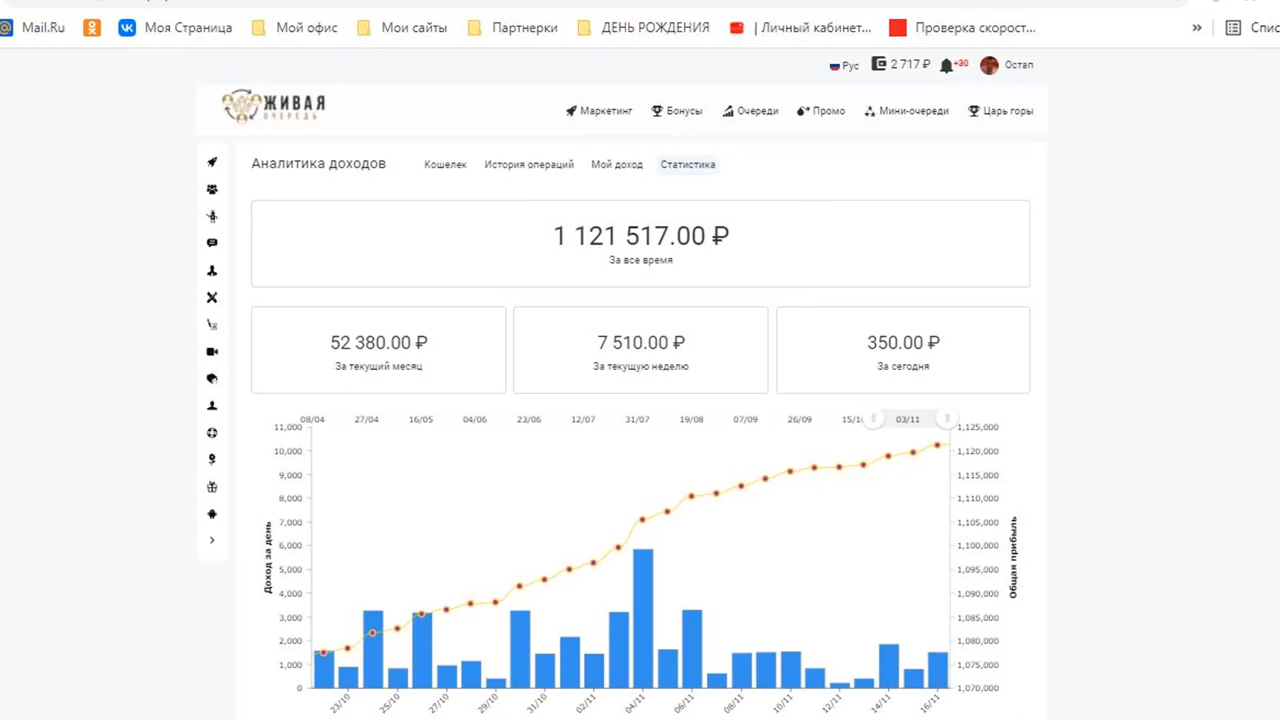 Mail.Ru Моя Страница Мой офис Мои сайты Партнерки ДЕНЬ РОЖДЕНИЯ | Личный кабинет... Проверка скорост... » Спис
Рус 2 717 ₽ +30 Остап
ЖИВАЯ
ОЧЕРЕДЬ
Маркетинг Бонусы Очереди Промо Мини-очереди Царь горы
Аналитика доходов Кошелек История операций Мой доход Статистика
1 121 517.00 ₽
За все время
52 380.00 ₽ 7 510.00 ₽ 350.00 ₽
За текущий месяц За текущую неделю За сегодня
08/04 27/04 16/05 04/06 23/06 12/07 31/07 19/08 07/09 26/09 03/11
11,000 1,125,000
10,000 1,120,000
9,000 1,115,000
8,000 1,110,000
7,000 1,105,000
6,000 1,100,000
5,000 1,095,000
4,000 1,090,000
3,000 1,085,000
2,000 1,080,000
1,000 1,075,000
0 1,070,000
Доход за день
Общая прибыль
23/10 25/10 27/10 29/10 31/10 02/11 04/11 06/11 08/11 10/11 12/11 14/11 16/11